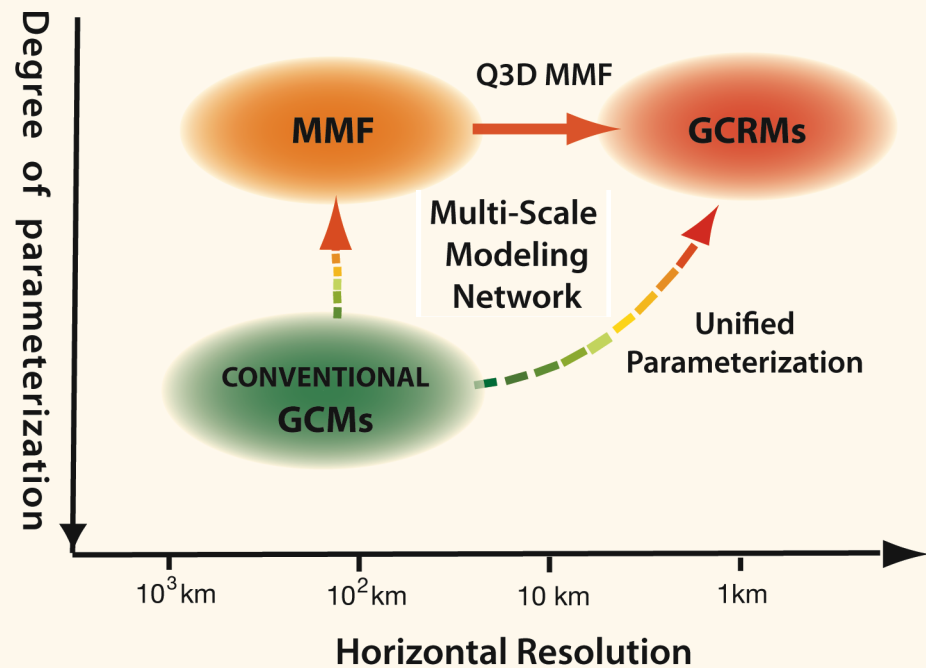 Degree of parameterization
Q3D MMF
MMF
GCRMs
Multi-Scale
Modeling
Network
Unified
Parameterization
CONVENTIONAL
GCMs
10³km
10²km
10 km
1km
Horizontal Resolution